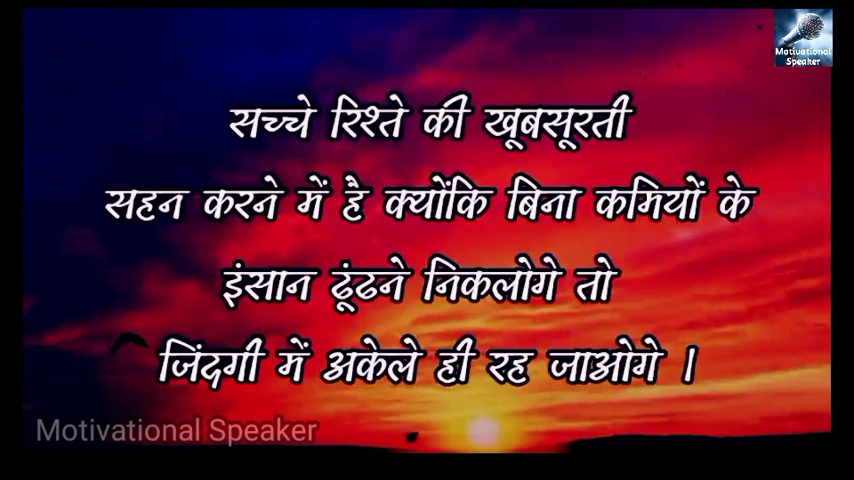 Motivational
Speaker
सच्चे रिश्ते की खूबसूरती
सहन करने में है क्योंकि बिना कमियों के
इंसान ढूंढने निकलोगे तो
जिंदगी में अकेले ही रह जाओगे ।
Motivational Speaker